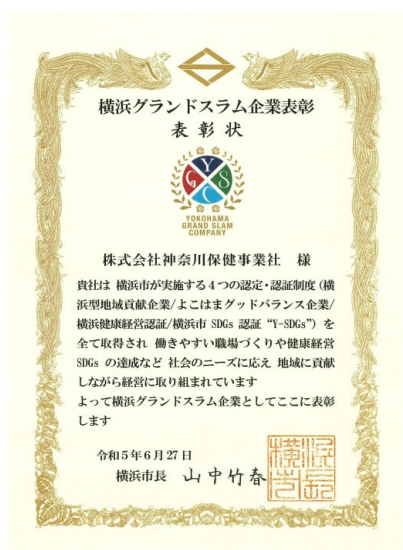 横浜グランドスラム企業表彰
表彰状
Y
G
S
C
YOKOHAMA
GRAND SLAM
COMPANY
株式会社神奈川保健事業社 様
貴社は 横浜市が実施する4つの認定・認証制度（横
浜型地域貢献企業/よこはまグッドバランス企業/
横浜健康経営認証/横浜市 SDGs 認証 “Y-SDGs”）を
全て取得され 働きやすい職場づくりや健康経営
SDGs の達成など 社会のニーズに応え 地域に貢献
しながら経営に取り組まれています
よって横浜グランドスラム企業としてここに表彰
します
令和5年6月27日
横浜市長 山中竹春